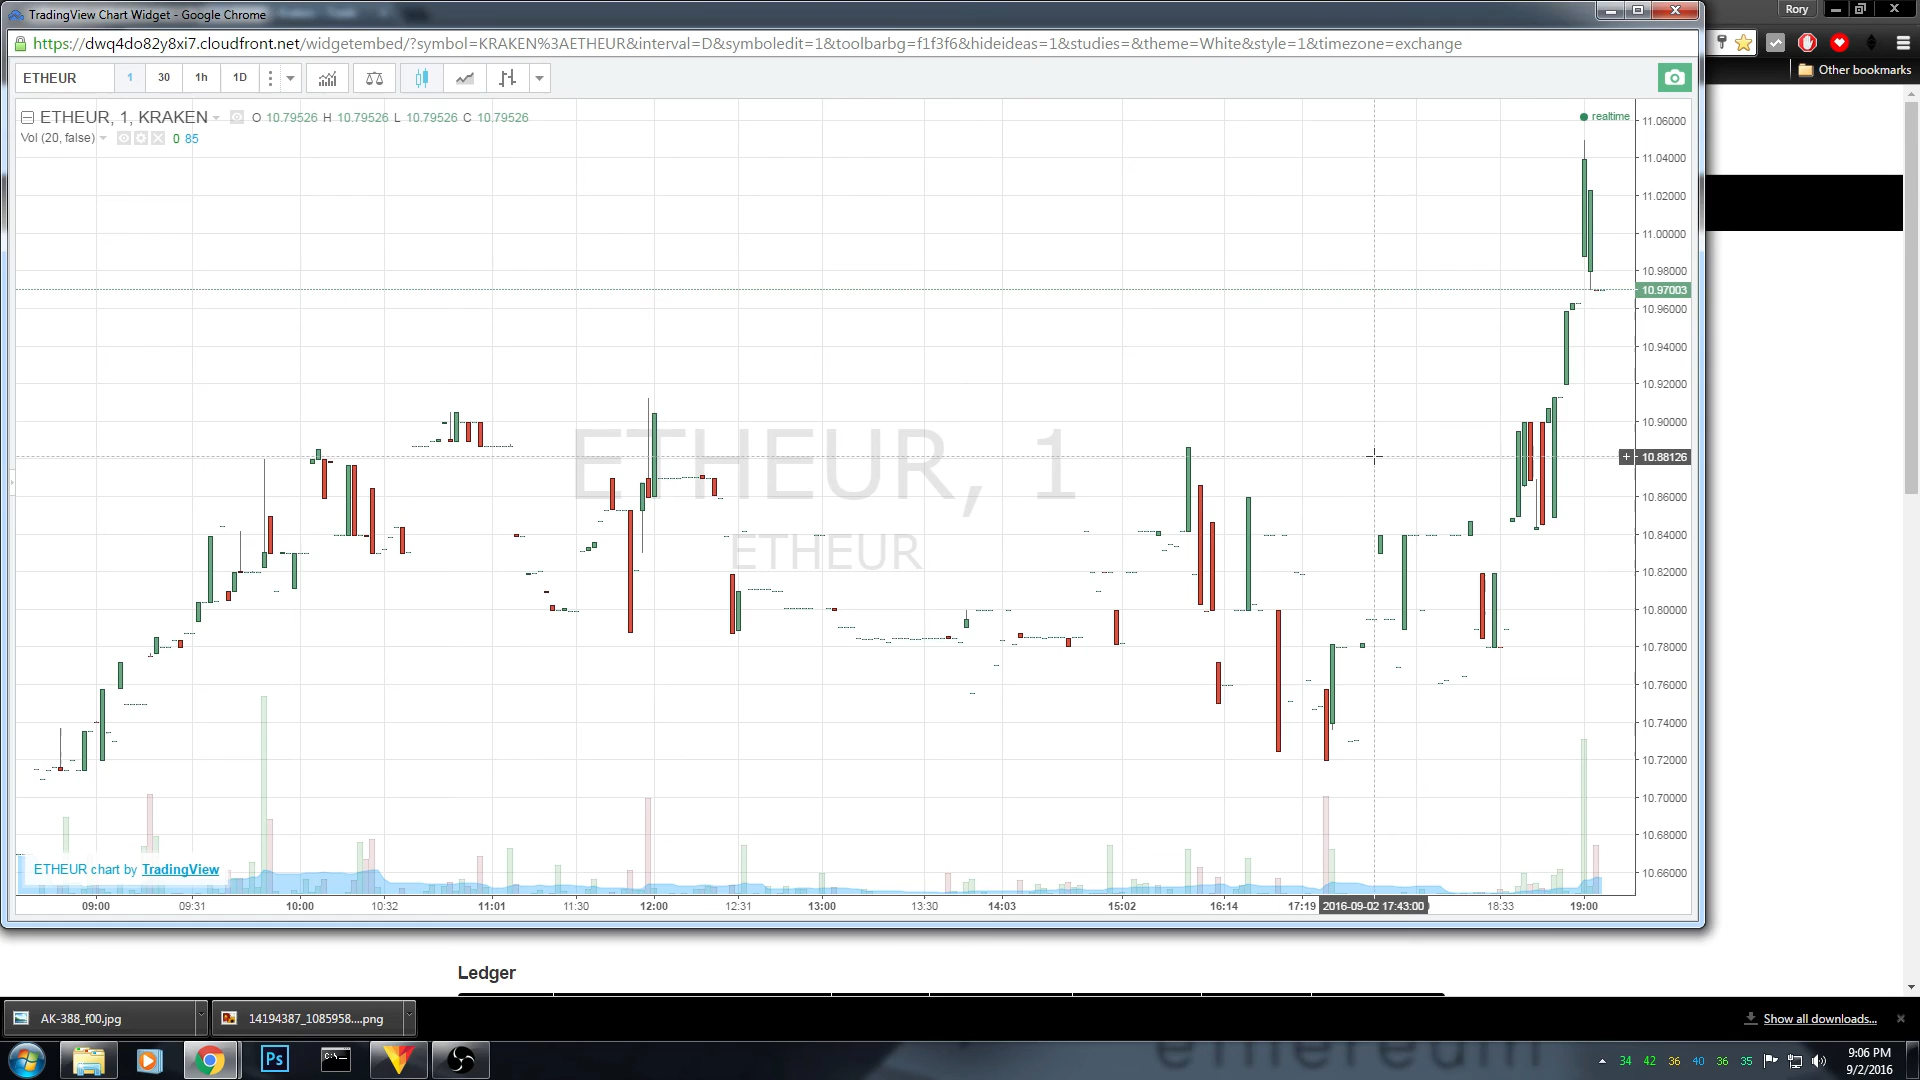 TradingView Chart Widget - Google Chrome
Rory
https://dwq4do82y8xi7.cloudfront.net/widgetembed/?symbol=KRAKEN%3AETHEUR&interval=D&symboledit=1&toolbarbg=f1f3f6&hideideas=1&studies=&theme=White&style=1&timezone=exchange
Other bookmarks
ETHEUR 1 30 1h 1D
ETHEUR, 1, KRAKEN O 10.79526 H 10.79526 L 10.79526 C 10.79526
realtime
Vol (20, false) 0 85
11.06000
11.04000
11.02000
11.00000
10.98000
10.97003
10.96000
10.94000
10.92000
10.90000
10.88126
10.86000
10.84000
10.82000
10.80000
10.78000
10.76000
10.74000
10.72000
10.70000
10.68000
10.66000
ETHEUR, 1
ETHEUR
ETHEUR chart by TradingView
09:00 09:31 10:00 10:32 11:01 11:30 12:00 12:31 13:00 13:30 14:03 15:02 16:14 17:19 2016-09-02 17:43:00 18:33 19:00
Ledger
AK-388_f00.jpg
14194387_1085958....png
Show all downloads...
Ps
C:\_
ethereum
34 42 36 40 36 35
9:06 PM
9/2/2016